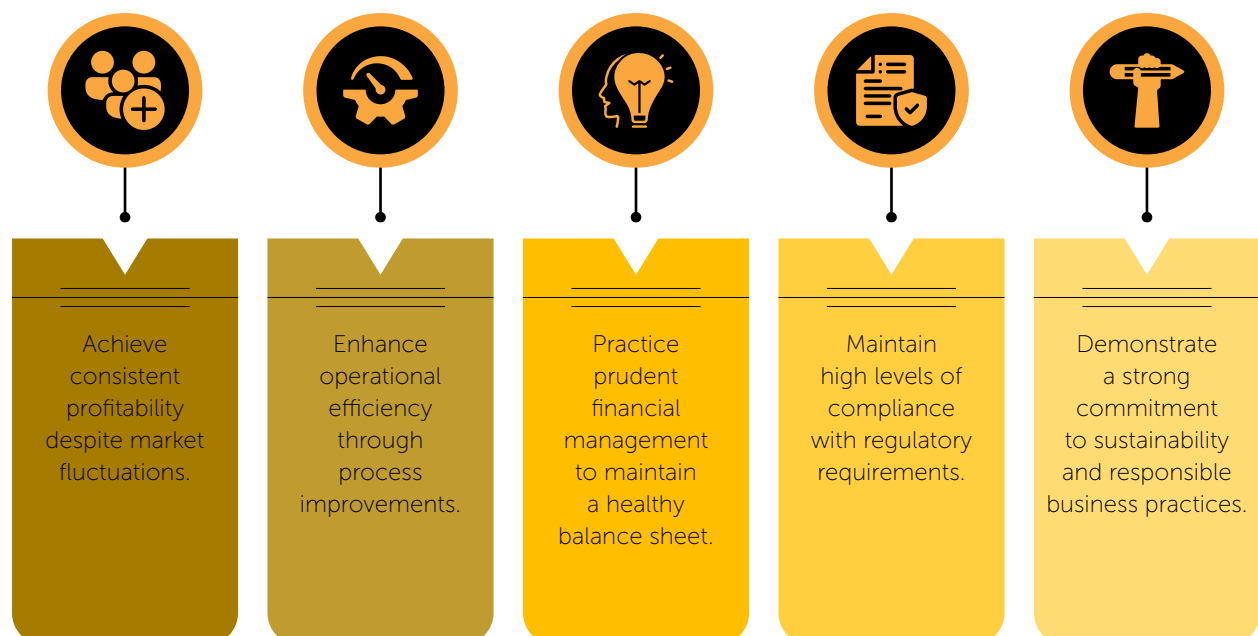 Achieve
consistent
profitability
despite market
fluctuations.
Enhance
operational
efficiency
through
process
improvements.
Practice
prudent
financial
management
to maintain
a healthy
balance sheet.
Maintain
high levels of
compliance
with regulatory
requirements.
Demonstrate
a strong
commitment
to sustainability
and responsible
business practices.